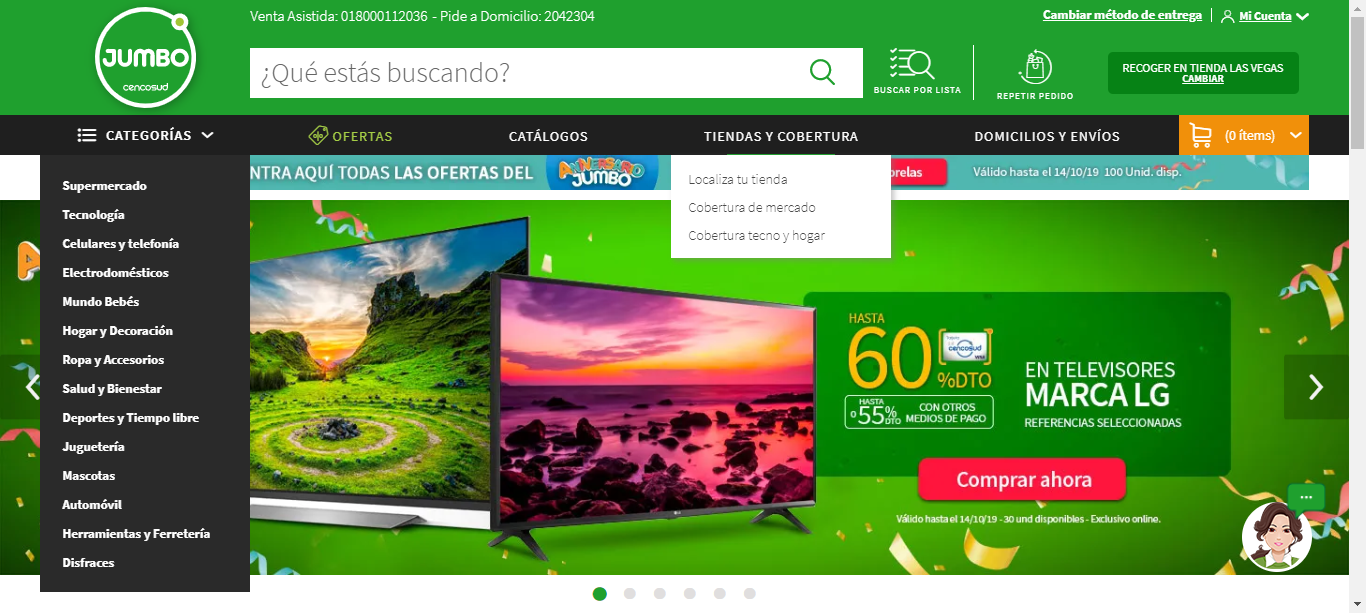 Venta Asistida: 018000112036 - Pide a Domicilio: 2042304
Cambiar método de entrega
Mi Cuenta
JUMBO
cencosud
¿Qué estás buscando?
BUSCAR POR LISTA
REPETIR PEDIDO
RECOGER EN TIENDA LAS VEGAS
CAMBIAR
CATEGORÍAS
OFERTAS
CATÁLOGOS
TIENDAS Y COBERTURA
DOMICILIOS Y ENVÍOS
(0 ítems)
NTRA AQUÍ TODAS LAS OFERTAS DEL
ANIVERSARIO
JUMBO
relas
Válido hasta el 14/10/19 100 Unid. disp.
Localiza tu tienda
Cobertura de mercado
Cobertura tecno y hogar
Supermercado
Tecnología
Celulares y telefonía
Electrodomésticos
Mundo Bebés
Hogar y Decoración
Ropa y Accesorios
Salud y Bienestar
Deportes y Tiempo libre
Juguetería
Mascotas
Automóvil
Herramientas y Ferretería
Disfraces
HASTA
60 %DTO
cencosud
HASTA
o 55% DTO
CON OTROS
MEDIOS DE PAGO
EN TELEVISORES
MARCA LG
REFERENCIAS SELECCIONADAS
Comprar ahora
Válido hasta el 14/10/19 - 30 und disponibles - Exclusivo online.
LG